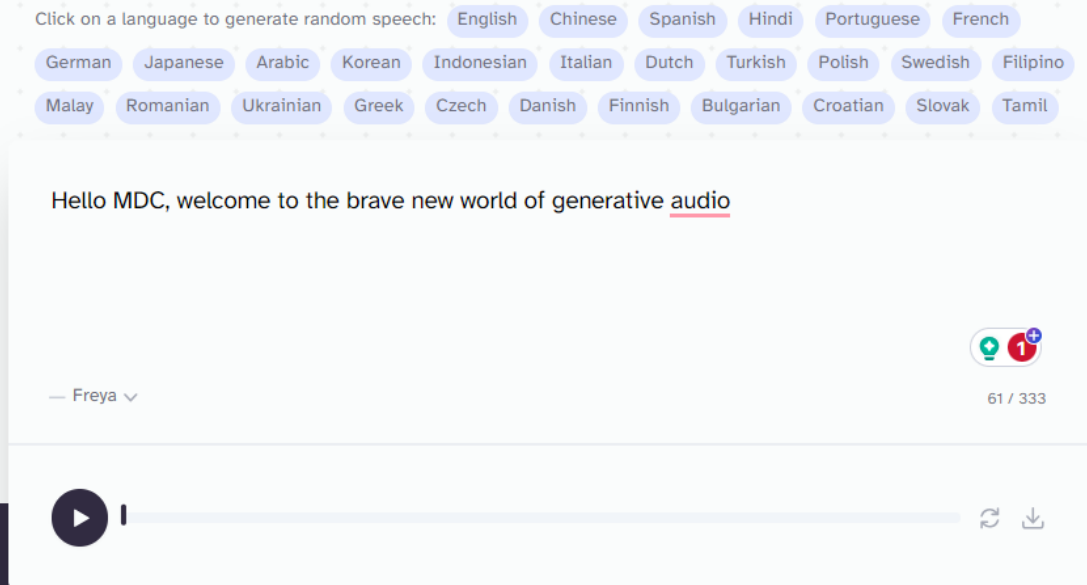 Click on a language to generate random speech: English Chinese Spanish Hindi Portuguese French
German Japanese Arabic Korean Indonesian Italian Dutch Turkish Polish Swedish Filipino
Malay Romanian Ukrainian Greek Czech Danish Finnish Bulgarian Croatian Slovak Tamil
Hello MDC, welcome to the brave new world of generative audio
1
— Freya
61 / 333